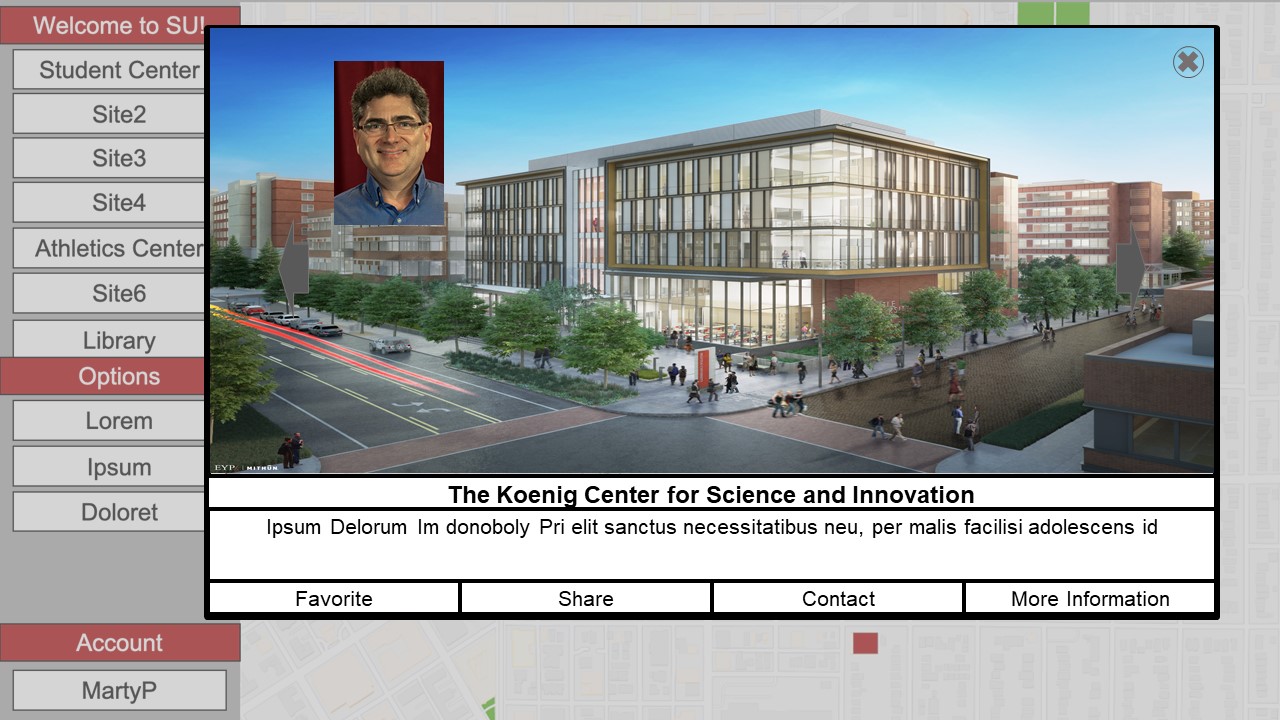 Welcome to SU!
Student Center
Site2
Site3
Site4
Athletics Center
Site6
Library
Options
Lorem
Ipsum
Doloret
Account
MartyP
EYP MITHŪN
The Koenig Center for Science and Innovation
Ipsum Delorum Im donoboly Pri elit sanctus necessitatibus neu, per malis facilisi adolescens id
Favorite
Share
Contact
More Information